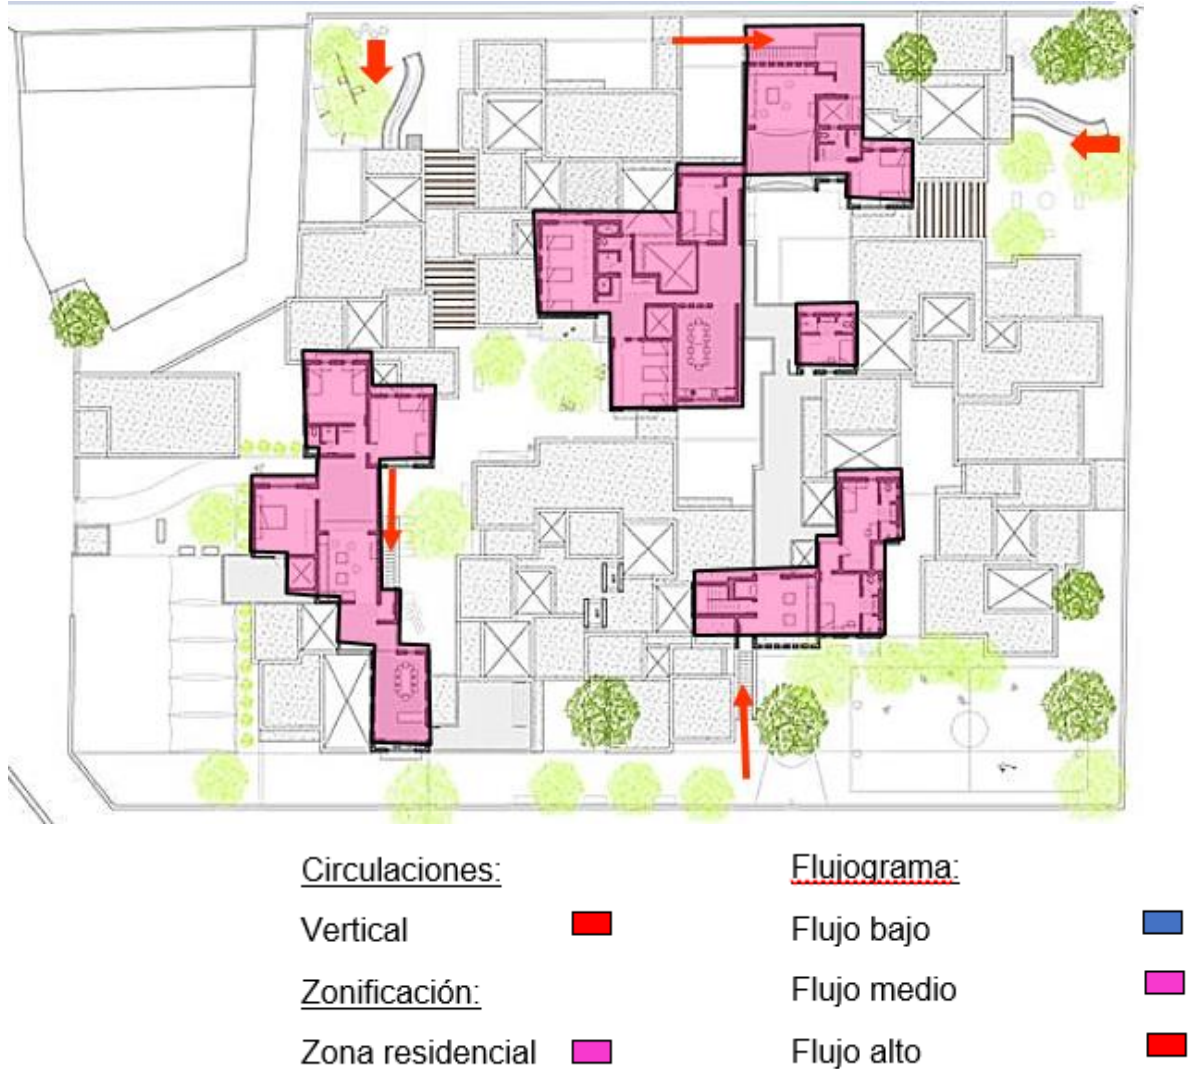 Circulaciones:
Vertical
Zonificación:
Zona residencial
Flujograma:
Flujo bajo
Flujo medio
Flujo alto